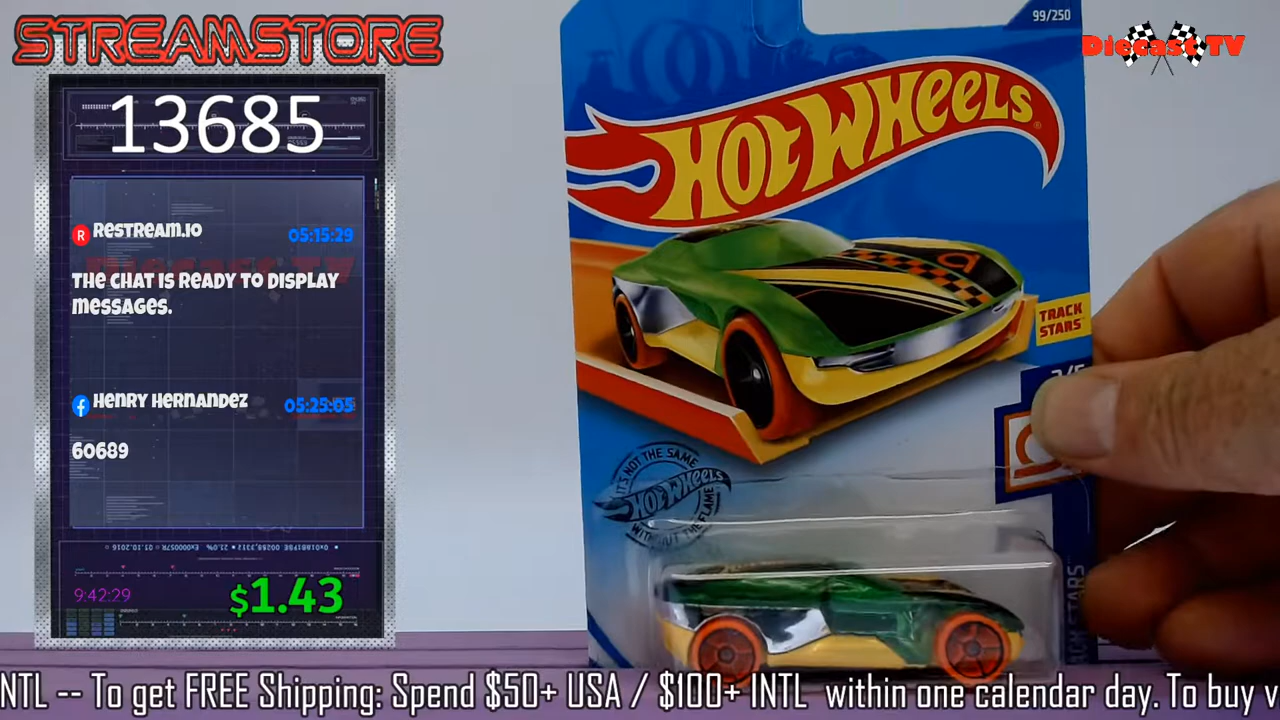 STREAMSTORE
13685
Restream.io
05:15:29
The chat is ready to display
messages.
Henry Hernandez
05:25:05
60689
9:42:29
$1.43
99/250
Diecast TV
HOT WHEELS
TRACK
STARS
IT'S NOT THE SAME
HOT WHEELS
WITHOUT THE FLAME
NTL -- To get FREE Shipping: Spend $50+ USA / $100+ INTL within one calendar day. To buy v